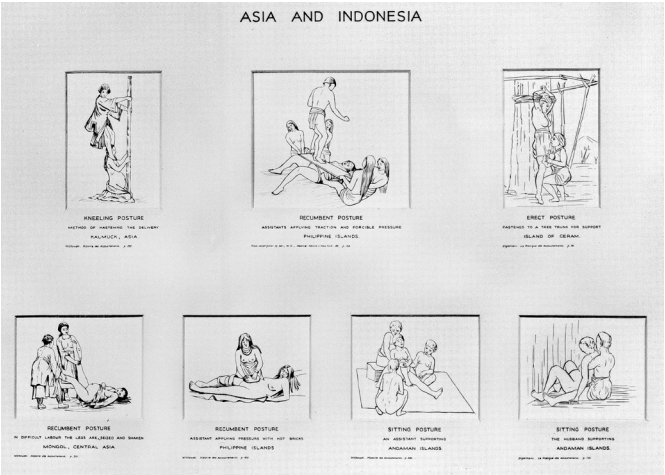 ASIA AND INDONESIA
KNEELING POSTURE
METHOD OF HASTENING THE DELIVERY
KALMUCK, ASIA
RECUMBENT POSTURE
ASSISTANTS APPLYING TRACTION AND FORCIBLE PRESSURE
PHILIPPINE ISLANDS.
ERECT POSTURE
FASTENED TO A TREE TRUNK FOR SUPPORT
ISLAND OF CERAM.
RECUMBENT POSTURE
IN DIFFICULT LABOUR THE LEGS ARE SEIZED AND SHAKEN
MONGOL, CENTRAL ASIA
RECUMBENT POSTURE
ASSISTANT APPLYING PRESSURE WITH HOT BRICKS
PHILIPPINE ISLANDS
SITTING POSTURE
AN ASSISTANT SUPPORTING
ANDAMAN ISLANDS
SITTING POSTURE
THE HUSBAND SUPPORTING
ANDAMAN ISLANDS.